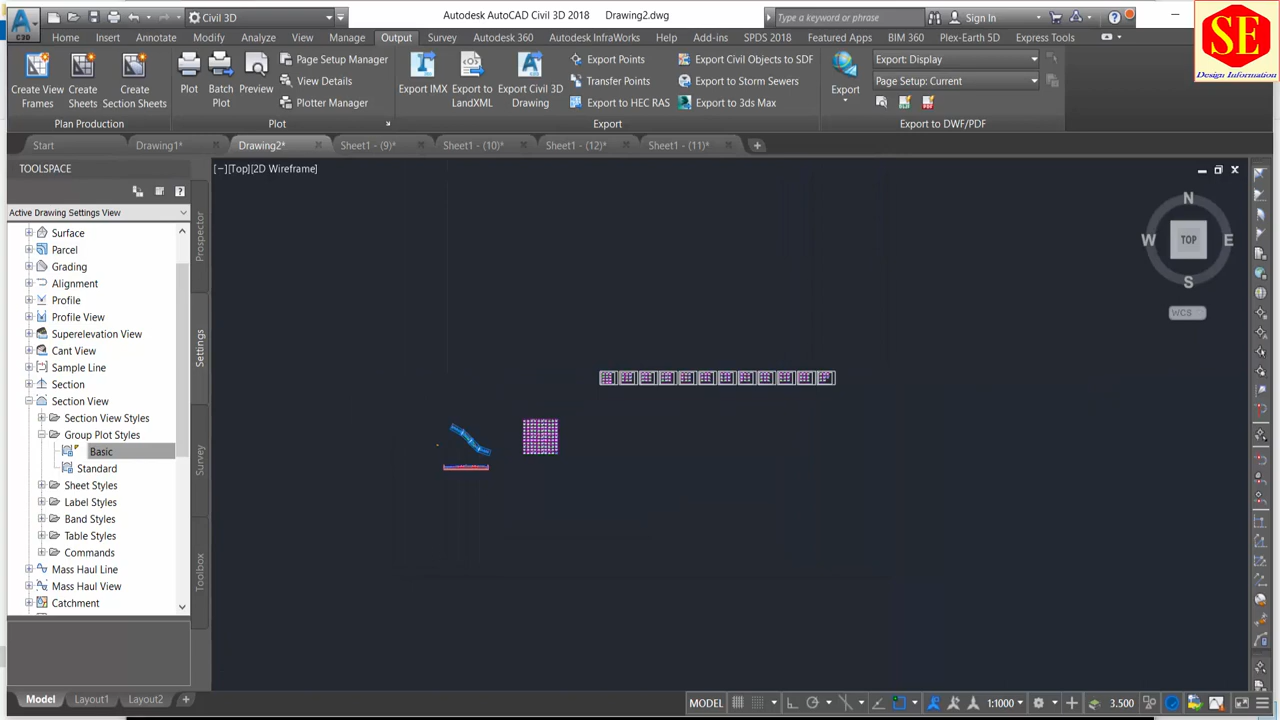 Civil 3D
Autodesk AutoCAD Civil 3D 2018 Drawing2.dwg
Type a keyword or phrase
Sign In
SE
Design Information
C3D
Home Insert Annotate Modify Analyze View Manage Output Survey Autodesk 360 Autodesk InfraWorks Help Add-ins SPDS 2018 Featured Apps BIM 360 Plex-Earth 5D Express Tools
Create View Frames
Create Sheets
Create Section Sheets
Plot
Batch Plot
Preview
Page Setup Manager
View Details
Plotter Manager
Export IMX
Export to LandXML
Export Civil 3D Drawing
Export Points
Transfer Points
Export to HEC RAS
Export Civil Objects to SDF
Export to Storm Sewers
Export to 3ds Max
Export
Export: Display
Page Setup: Current
Plan Production
Plot
Export
Export to DWF/PDF
Start Drawing1* Drawing2* Sheet1 - (9)* Sheet1 - (10)* Sheet1 - (12)* Sheet1 - (11)*
TOOLSPACE
[−][Top][2D Wireframe]
Active Drawing Settings View
Surface
Parcel
Grading
Alignment
Profile
Profile View
Superelevation View
Cant View
Sample Line
Section
Section View
Section View Styles
Group Plot Styles
Basic
Standard
Sheet Styles
Label Styles
Band Styles
Table Styles
Commands
Mass Haul Line
Mass Haul View
Catchment
Prospector
Settings
Survey
Toolbox
N
W
TOP
E
S
WCS
Model Layout1 Layout2
MODEL
1:1000
3.500